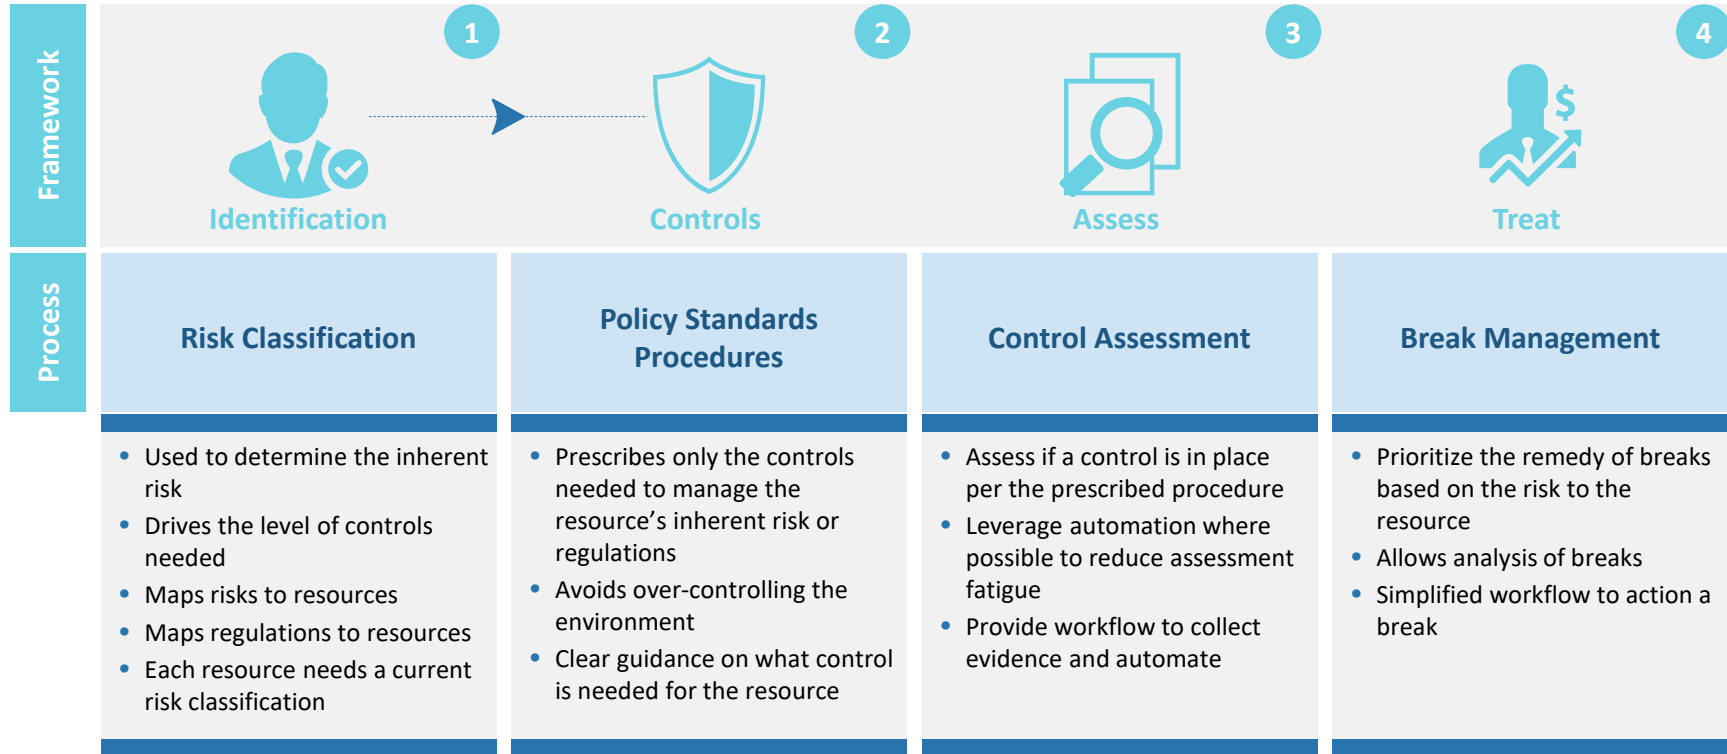 Framework
1
2
3
4
$
Identification
Controls
Assess
Treat
Process
Risk Classification
Policy Standards
Procedures
Control Assessment
Break Management
• Used to determine the inherent
risk
• Drives the level of controls
needed
• Maps risks to resources
• Maps regulations to resources
• Each resource needs a current
risk classification
• Prescribes only the controls
needed to manage the
resource’s inherent risk or
regulations
• Avoids over-controlling the
environment
• Clear guidance on what control
is needed for the resource
• Assess if a control is in place
per the prescribed procedure
• Leverage automation where
possible to reduce assessment
fatigue
• Provide workflow to collect
evidence and automate
• Prioritize the remedy of breaks
based on the risk to the
resource
• Allows analysis of breaks
• Simplified workflow to action a
break